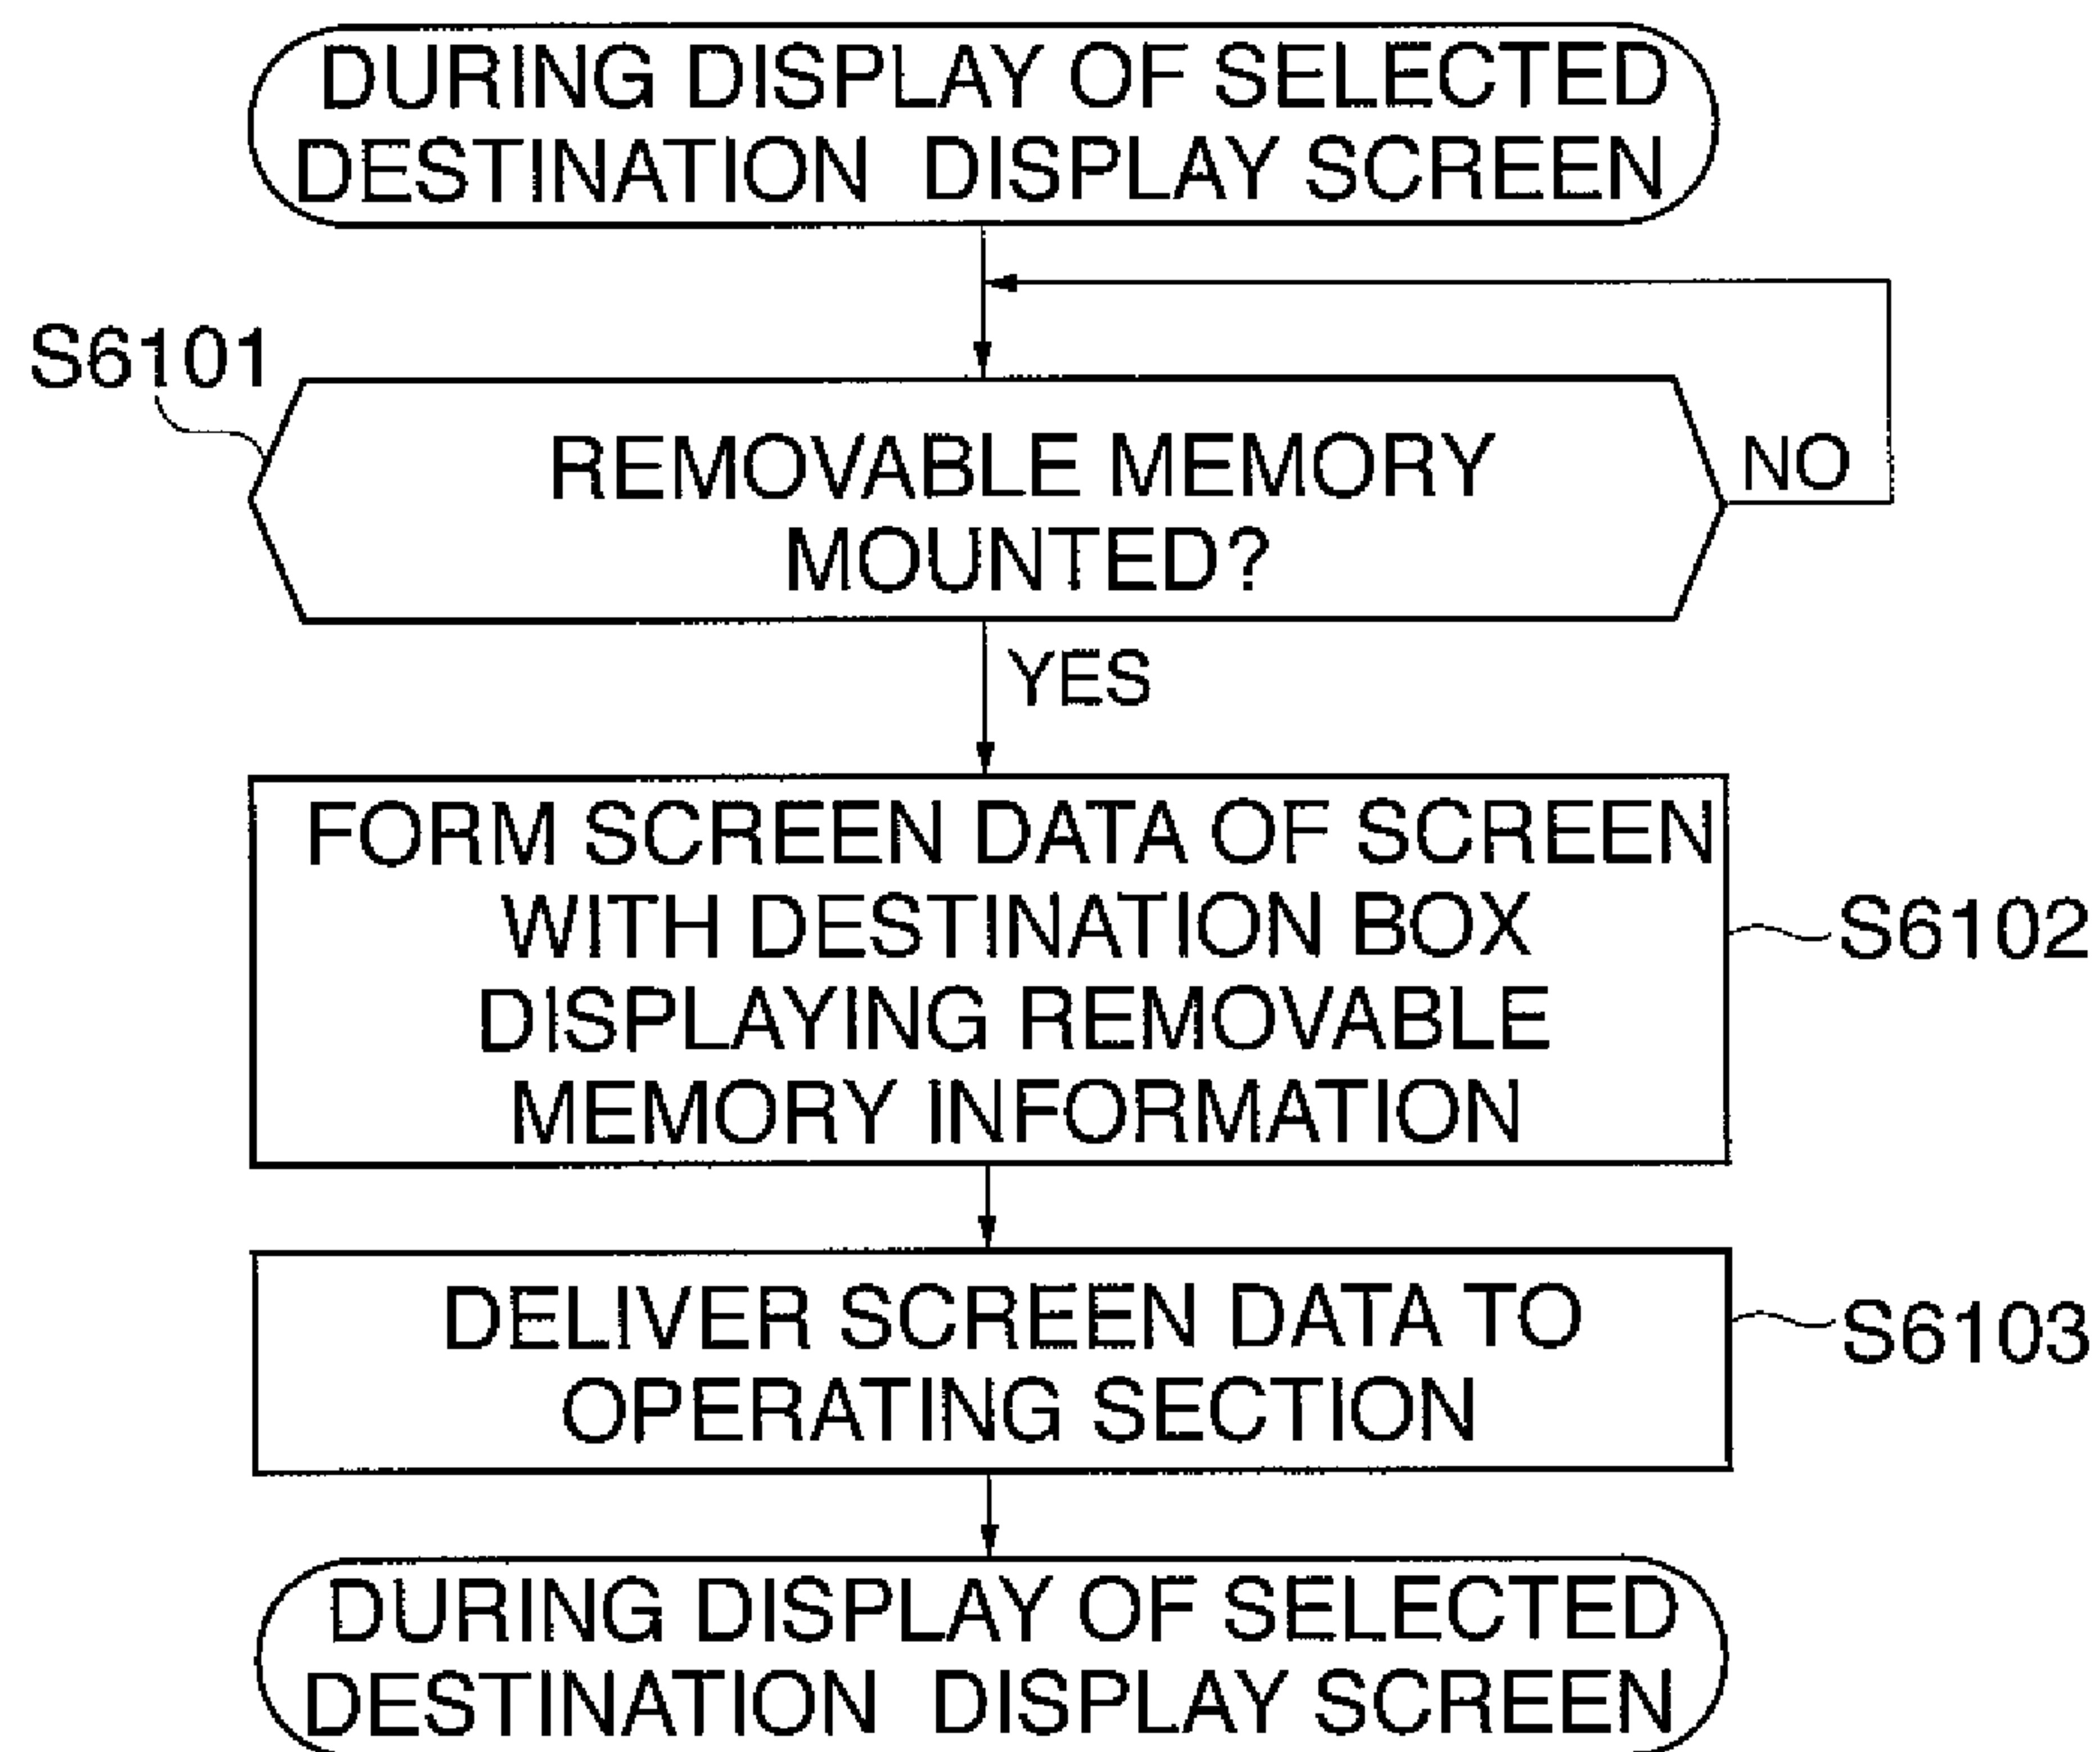 DURING DISPLAY OF SELECTED
DESTINATION DISPLAY SCREEN
S6101
REMOVABLE MEMORY
MOUNTED?
NO
YES
FORM SCREEN DATA OF SCREEN
WITH DESTINATION BOX
DISPLAYING REMOVABLE
MEMORY INFORMATION
S6102
DELIVER SCREEN DATA TO
OPERATING SECTION
S6103
DURING DISPLAY OF SELECTED
DESTINATION DISPLAY SCREEN